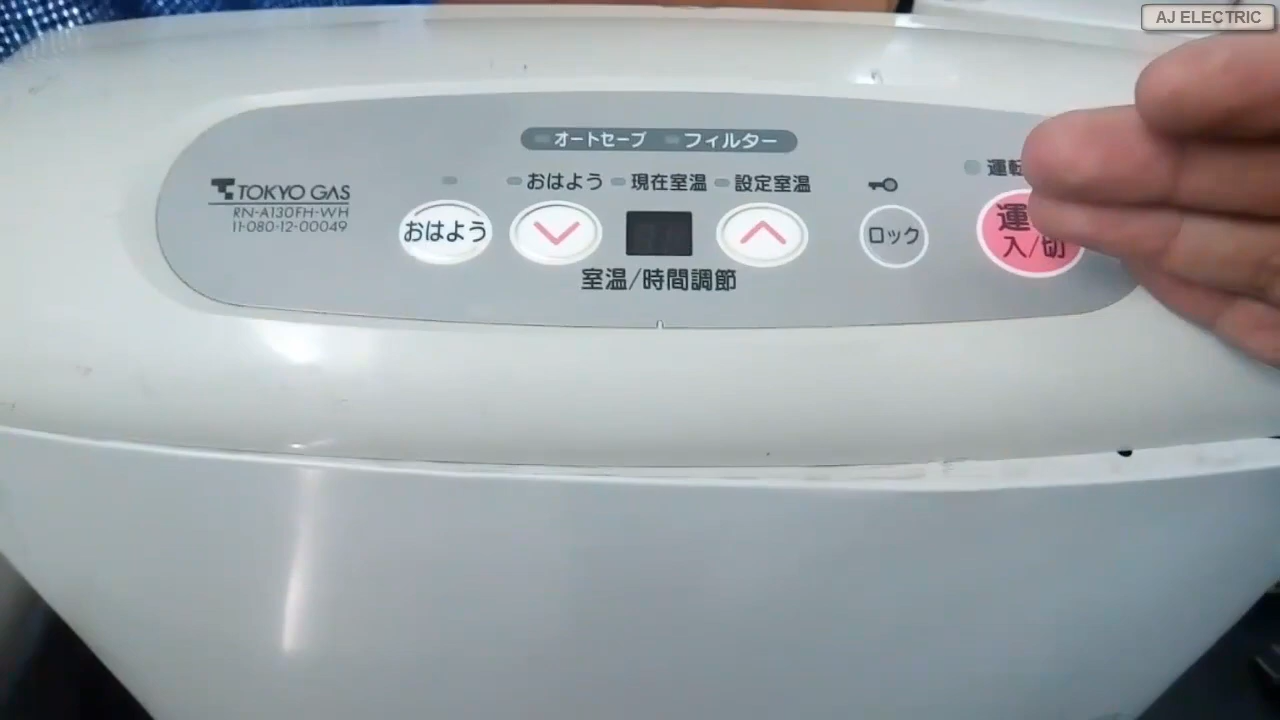 AJ ELECTRIC
オートセーブ フィルター
おはよう 現在室温 設定室温
運転
TOKYO GAS
RN-A130FH-WH
11-080-12-00049
おはよう
ロック
運
入/切
室温/時間調節